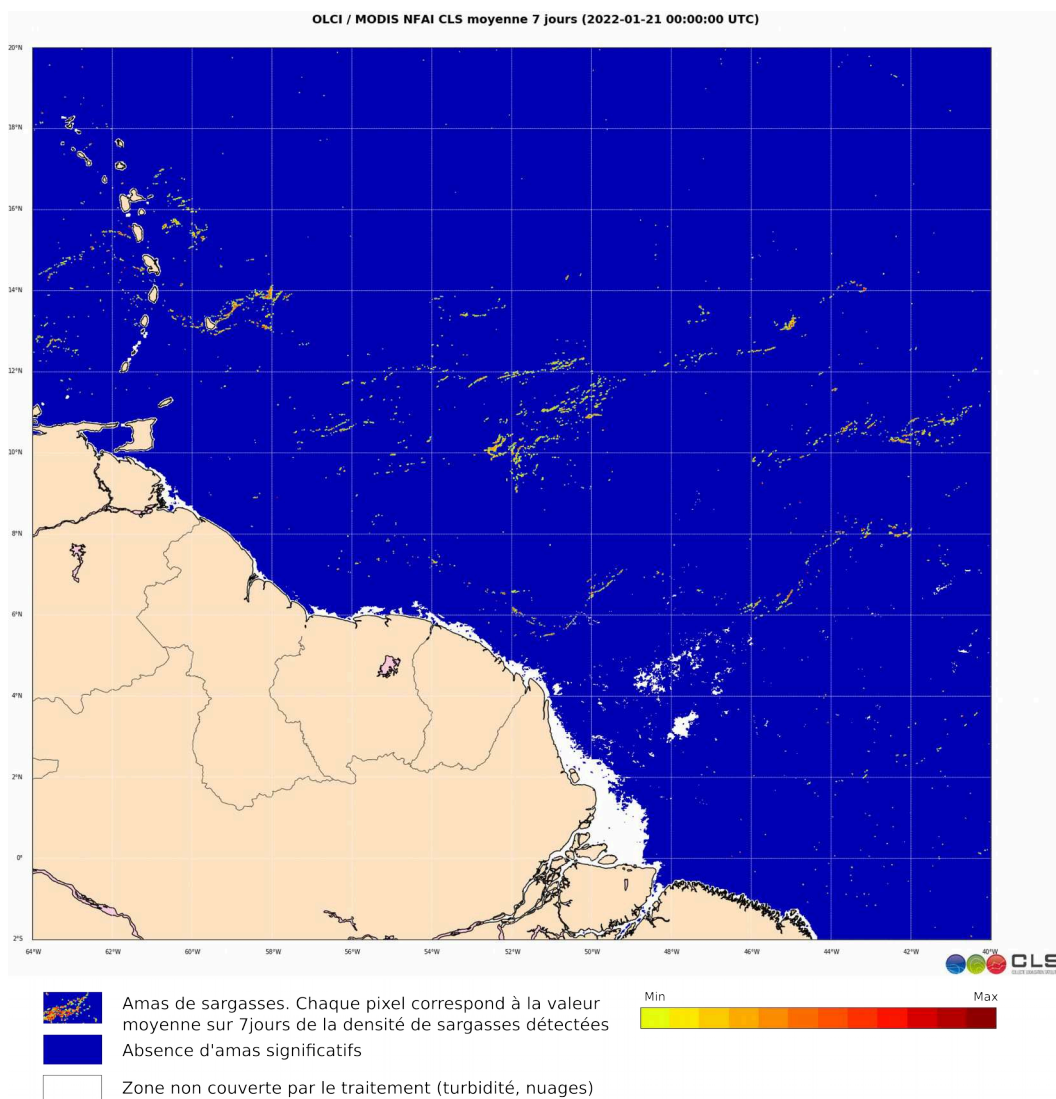 OLCI / MODIS NFAI CLS moyenne 7 jours (2022-01-21 00:00:00 UTC)
20°N
18°N
16°N
14°N
12°N
10°N
8°N
6°N
4°N
2°N
0°
2°S
64°W 62°W 60°W 58°W 56°W 54°W 52°W 50°W 48°W 46°W 44°W 42°W 40°W
CLS
Amas de sargasses. Chaque pixel correspond à la valeur
moyenne sur 7jours de la densité de sargasses détectées
Min Max
Absence d'amas significatifs
Zone non couverte par le traitement (turbidité, nuages)